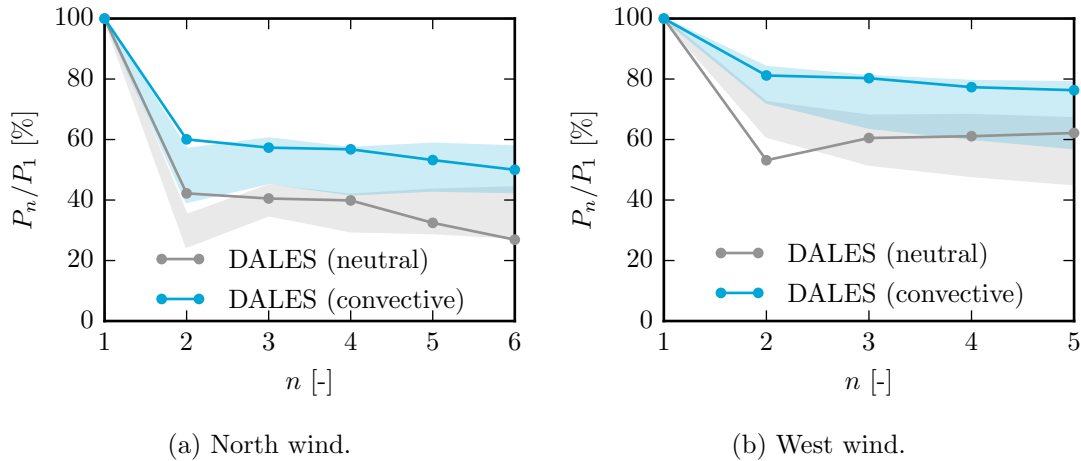 100
80
60
40
20
0
P_n/P_1 [%]
DALES (neutral)
DALES (convective)
1 2 3 4 5 6
n [-]
(a) North wind.
100
80
60
40
20
0
P_n/P_1 [%]
DALES (neutral)
DALES (convective)
1 2 3 4 5
n [-]
(b) West wind.